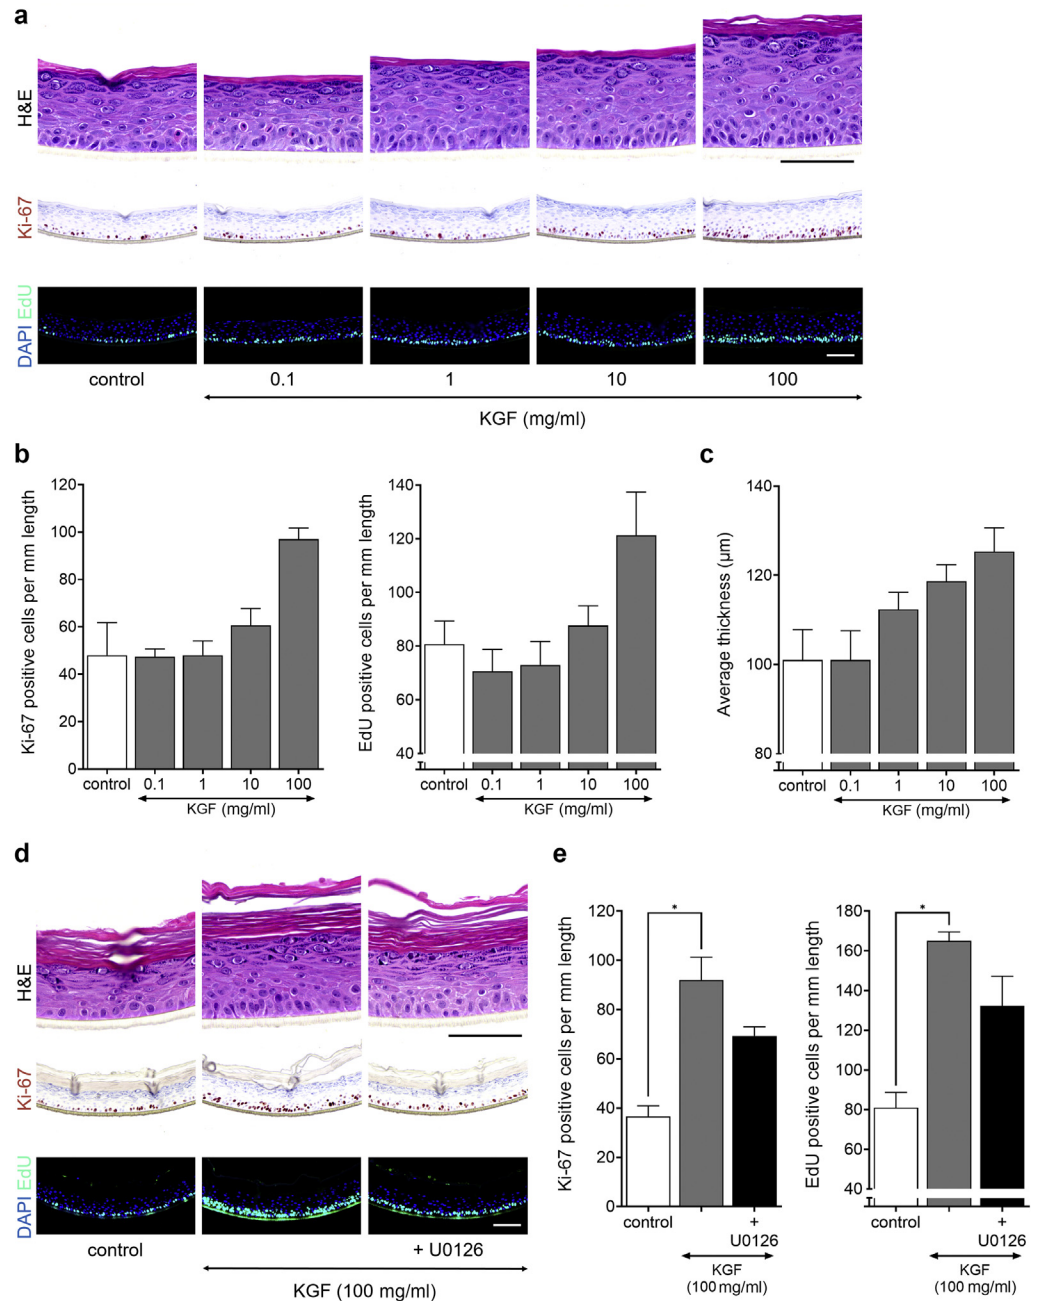 a
H&E
Ki-67
DAPI EdU
control
0.1
1
10
100
KGF (mg/ml)
b
Ki-67 positive cells per mm length
120
100
80
60
40
20
0
control
0.1
1
10
100
KGF (mg/ml)
EdU positive cells per mm length
140
120
100
80
60
40
control
0.1
1
10
100
KGF (mg/ml)
c
Average thickness (µm)
140
120
100
80
control
0.1
1
10
100
KGF (mg/ml)
d
H&E
Ki-67
DAPI EdU
control
+ U0126
KGF (100 mg/ml)
e
Ki-67 positive cells per mm length
120
100
80
60
40
20
0
*
control
+
U0126
KGF
(100 mg/ml)
EdU positive cells per mm length
180
160
140
120
100
80
60
40
*
control
+
U0126
KGF
(100 mg/ml)